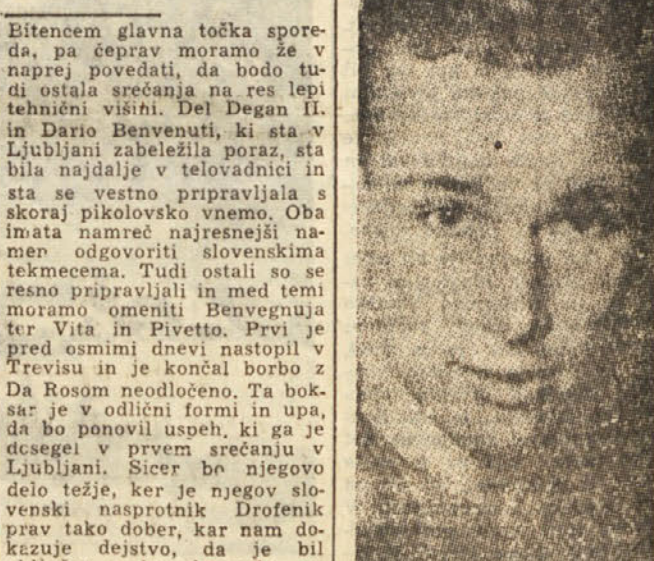 Bitencem glavna točka spore-
da, pa čeprav moramo že v
naprej povedati, da bodo tu-
di ostala srečanja na res lepi
tehnični višini. Del Degan II.
in Dario Benvenuti, ki sta v
Ljubljani zabeležila poraz, sta
bila najdalje v telovadnici in
sta se vestno pripravljala s
skoraj pikolovsko vnemo. Oba
imata namreč najresnejši na-
men odgovoriti slovenskima
tekmecema. Tudi ostali so se
resno pripravljali in med temi
moramo omeniti Benvegnuja
ter Vita in Pivetto. Prvi je
pred osmimi dnevi nastopil v
Trevisu in je končal borbo z
Da Rosom neodločeno. Ta bok-
sar je v odlični formi in upa,
da bo ponovil uspeh, ki ga je
dosegel v prvem srečanju v
Ljubljani. Sicer bo njegovo
delo težje, ker je njegov slo-
venski nasprotnik Drofenik
prav tako dober, kar nam do-
kazuje dejstvo, da je bil